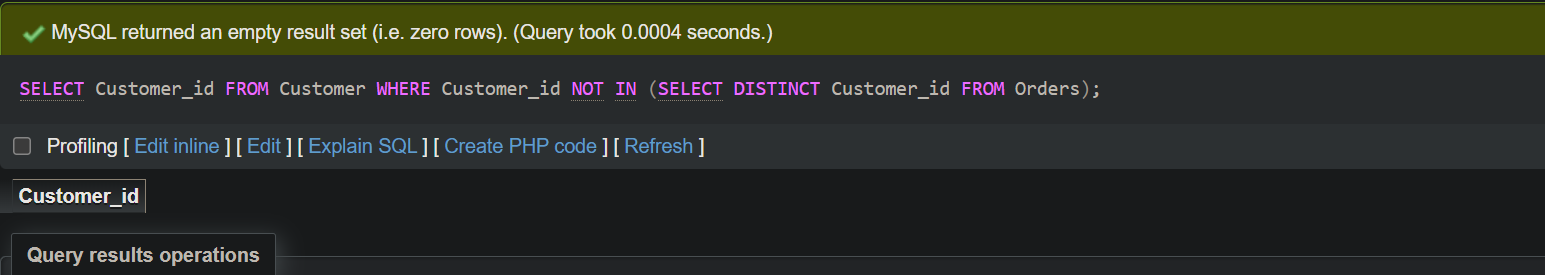 MySQL returned an empty result set (i.e. zero rows). (Query took 0.0004 seconds.)
SELECT Customer_id FROM Customer WHERE Customer_id NOT IN (SELECT DISTINCT Customer_id FROM Orders);
Profiling [ Edit inline ] [ Edit ] [ Explain SQL ] [ Create PHP code ] [ Refresh ]
Customer_id
Query results operations